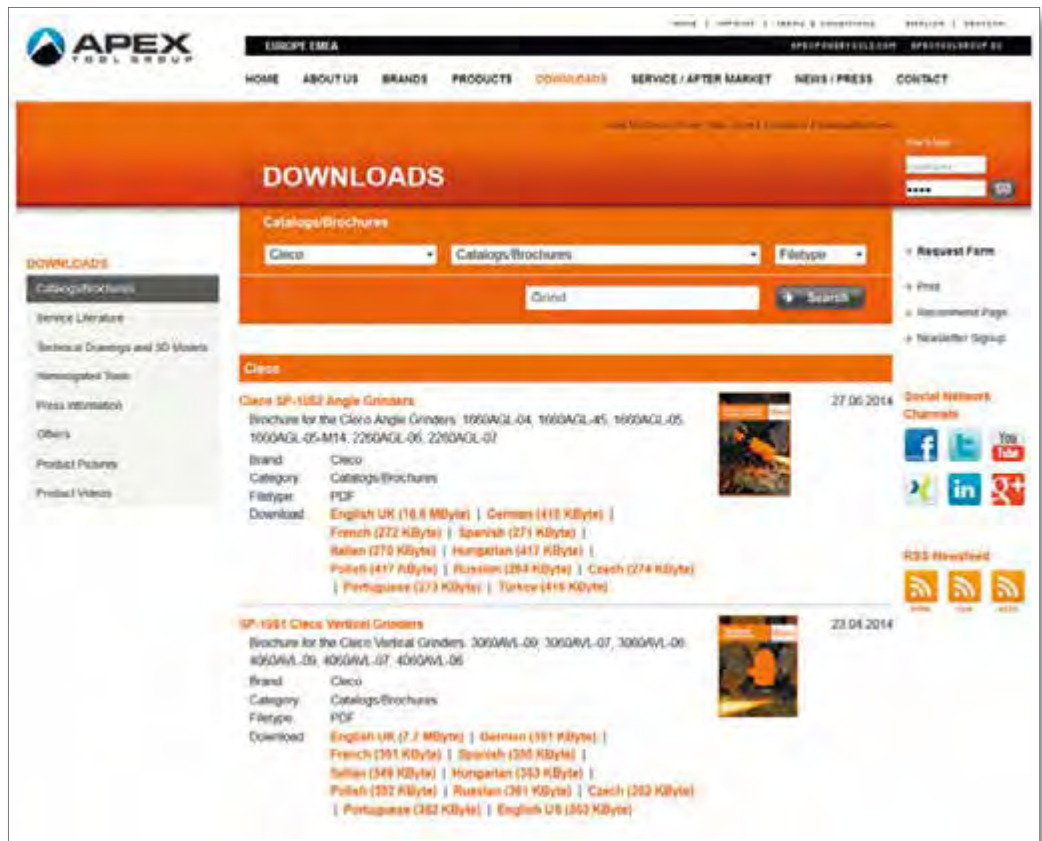 APEX
TOOL GROUP
EUROPE EMEA
HOME ABOUT US BRANDS PRODUCTS DOWNLOADS SERVICE / AFTER MARKET NEWS / PRESS CONTACT
DOWNLOADS
GO
Catalogs/Brochures
Cleco Catalogs/Brochures Filetype
Grind Search
Request Form
Print
Recommend Page
Newsletter Signup
DOWNLOADS
Catalogs/Brochures
Service Literature
Technical Drawings and 3D Models
Homologated Tools
Press Information
Others
Product Pictures
Product Videos
Cleco
Cleco SP-1052 Angle Grinders 27.06.2014
Brochure for the Cleco Angle Grinders. 1660AGL-04, 1660AGL-45, 1660AGL-05,
1660AGL-05-M14, 2260AGL-06, 2260AGL-07
Brand Cleco
Category Catalogs/Brochures
Filetype PDF
Download English UK (16.6 MByte) | German (415 KByte) |
French (272 KByte) | Spanish (271 KByte) |
Italian (270 KByte) | Hungarian (417 KByte) |
Polish (417 KByte) | Russian (KByte) | Czech (274 KByte)
| Portuguese (273 KByte) | (416 KByte)
Social Network
Channels
You
Tube
in
RSS Newsfeed
SP-1051 Cleco Vertical Grinders 23.04.2014
Brochure for the Cleco Vertical Grinders. 3060AVL-09, 3060AVL-07, 3060AVL-06
4060AVL-09, 4060AVL-07, 4060AVL-06
Brand Cleco
Category Catalogs/Brochures
Filetype PDF
Download English UK (7.7 MByte) | German (351 KByte) |
French (351 KByte) | Spanish (350 KByte) |
Italian (349 KByte) | Hungarian (353 KByte) |
Polish (352 KByte) | Russian (361 KByte) | Czech (352 KByte)
| Portuguese (352 KByte) | English US (353 KByte)